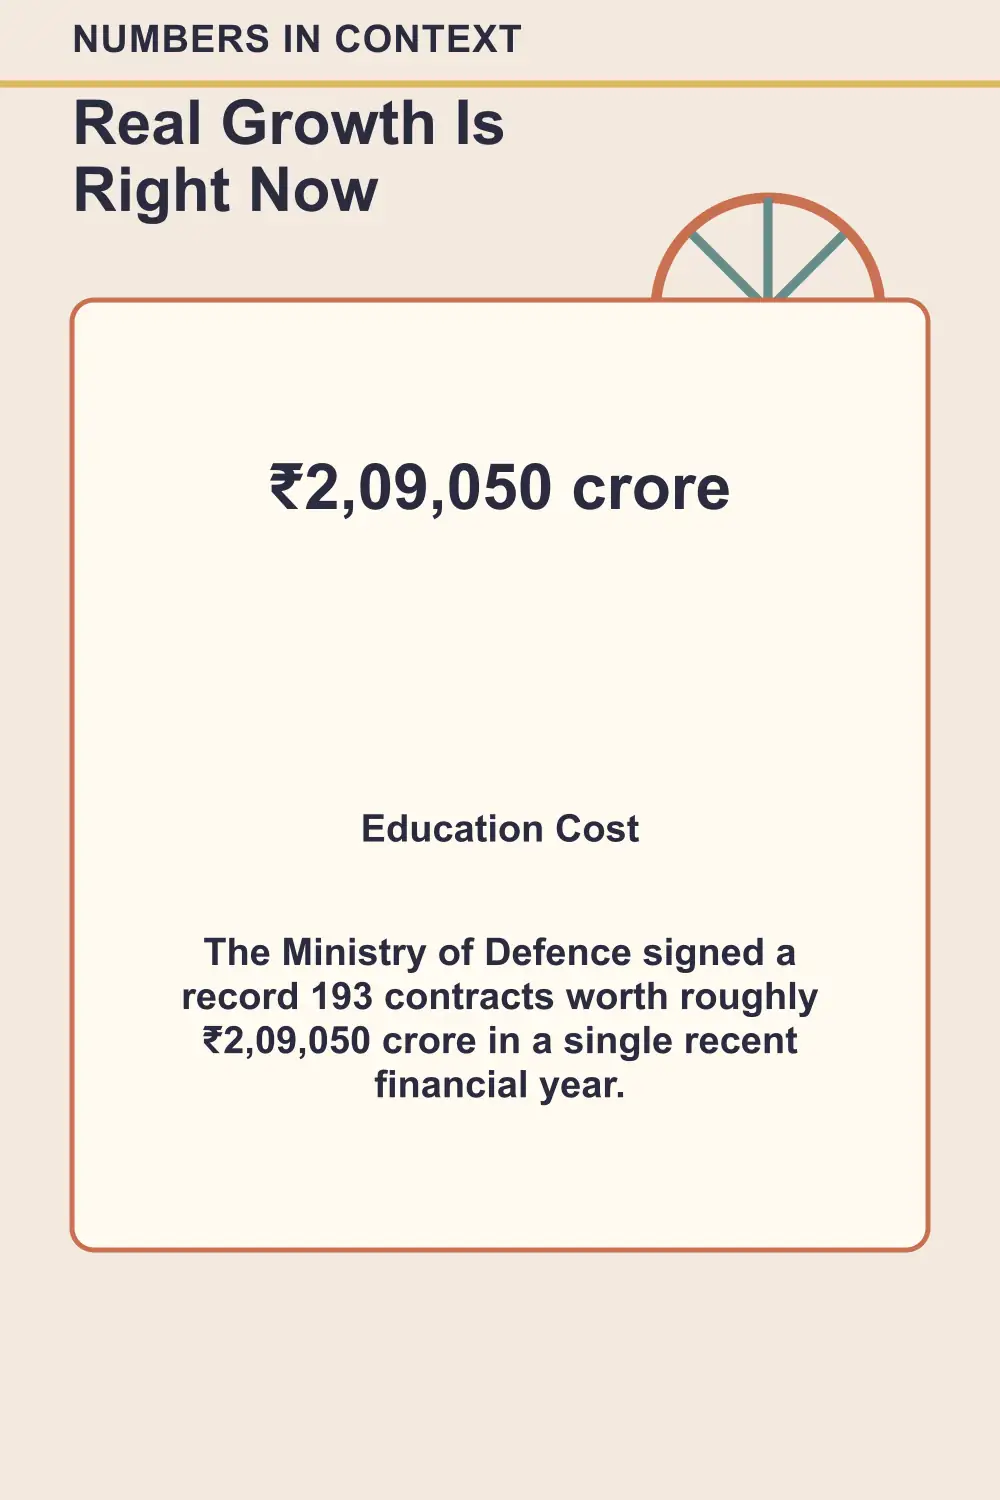 NUMBERS IN CONTEXT
Real Growth Is
Right Now
₹2,09,050 crore
Education Cost
The Ministry of Defence signed a
record 193 contracts worth roughly
₹2,09,050 crore in a single recent
financial year.